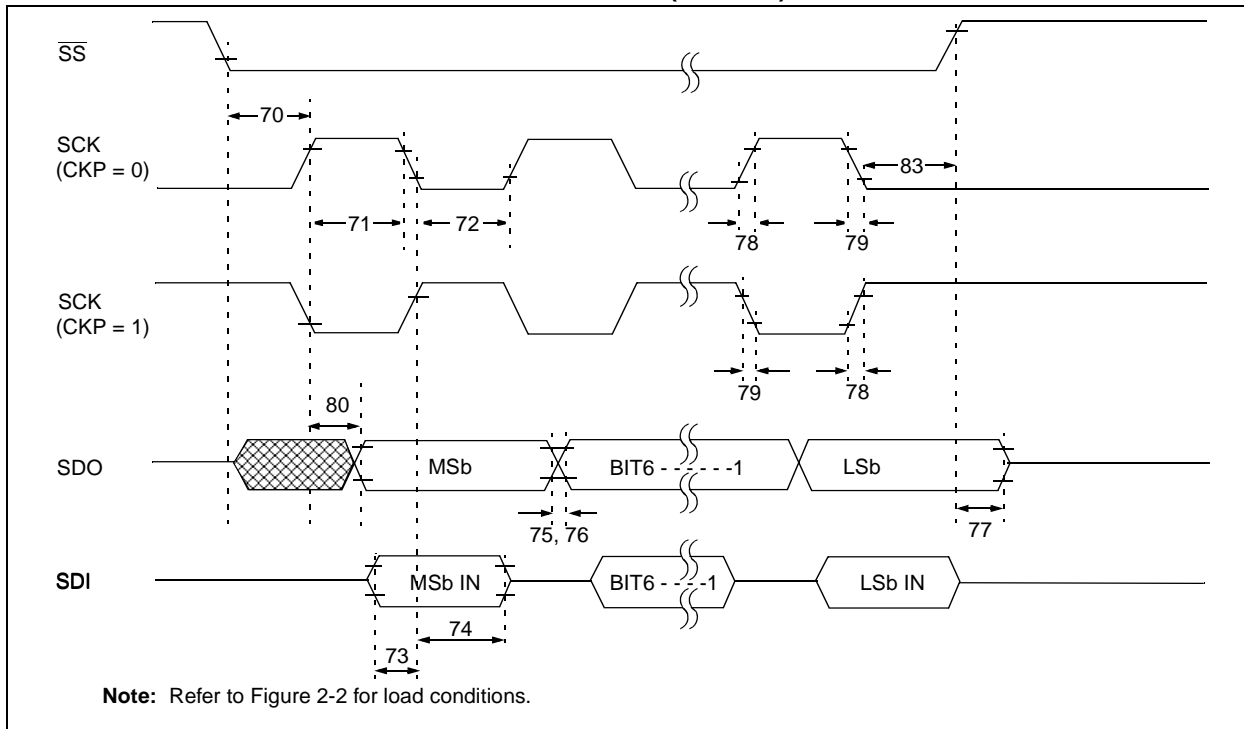 SS
70
SCK
(CKP = 0)
83
71
72
78
79
SCK
(CKP = 1)
79
78
80
SDO
MSb
BIT6 - - - - - -1
LSb
75, 76
77
SDI
MSb IN
BIT6 - - - -1
LSb IN
74
73
Note: Refer to Figure 2-2 for load conditions.